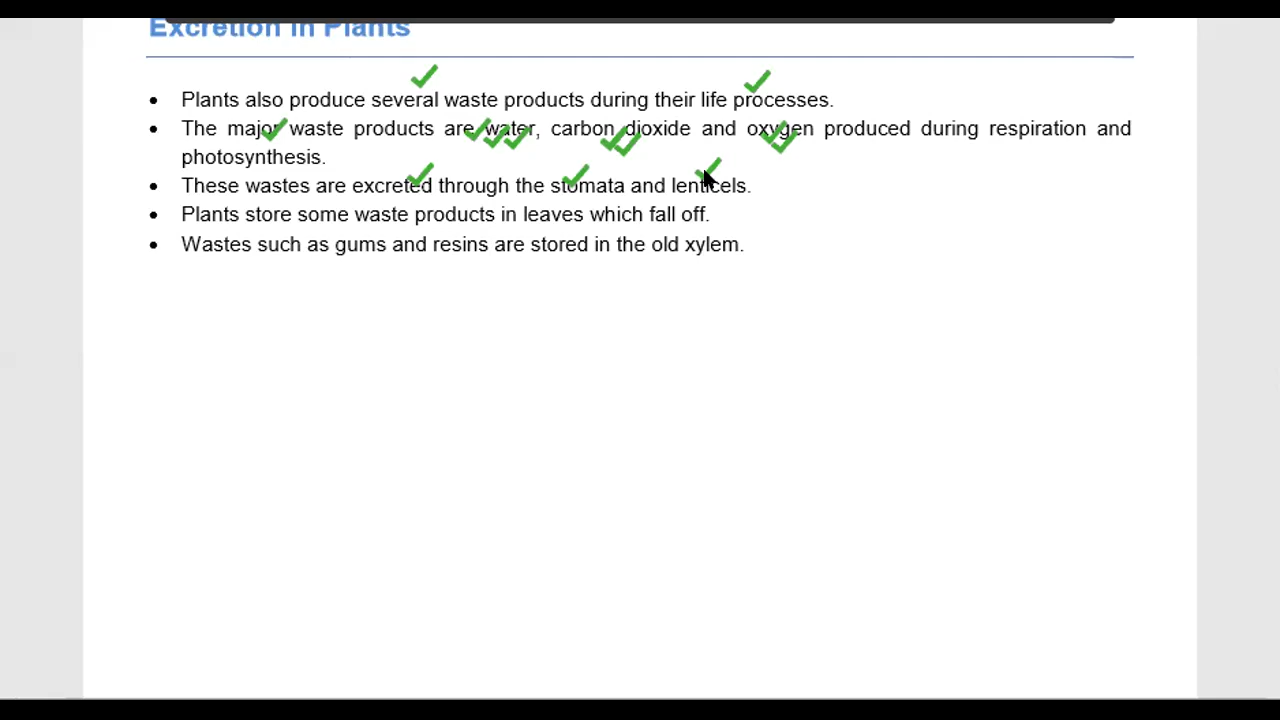 Excretion in Plants
• Plants also produce several waste products during their life processes.
• The major waste products are water, carbon dioxide and oxygen produced during respiration and
photosynthesis.
• These wastes are excreted through the stomata and lenticels.
• Plants store some waste products in leaves which fall off.
• Wastes such as gums and resins are stored in the old xylem.